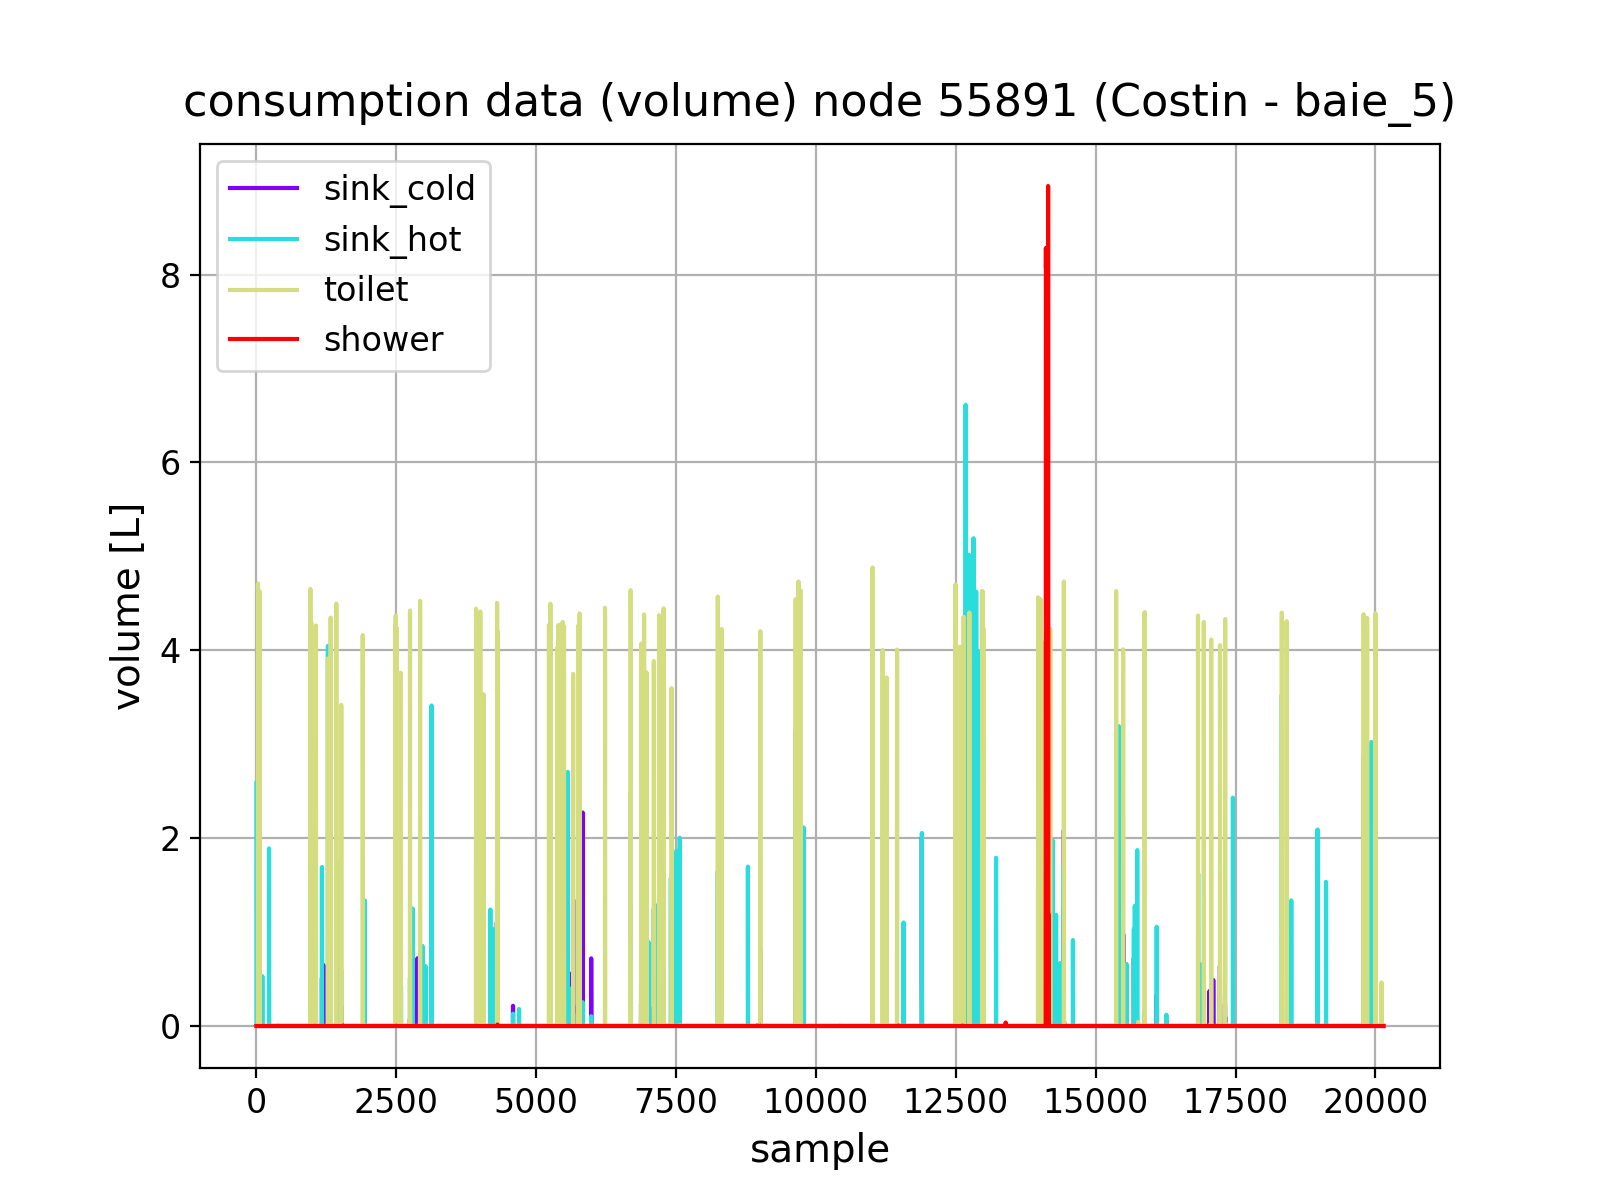 consumption data (volume) node 55891 (Costin - baie_5)
sink_cold
sink_hot
toilet
shower
volume [L]
8
6
4
2
0
0 2500 5000 7500 10000 12500 15000 17500 20000
sample